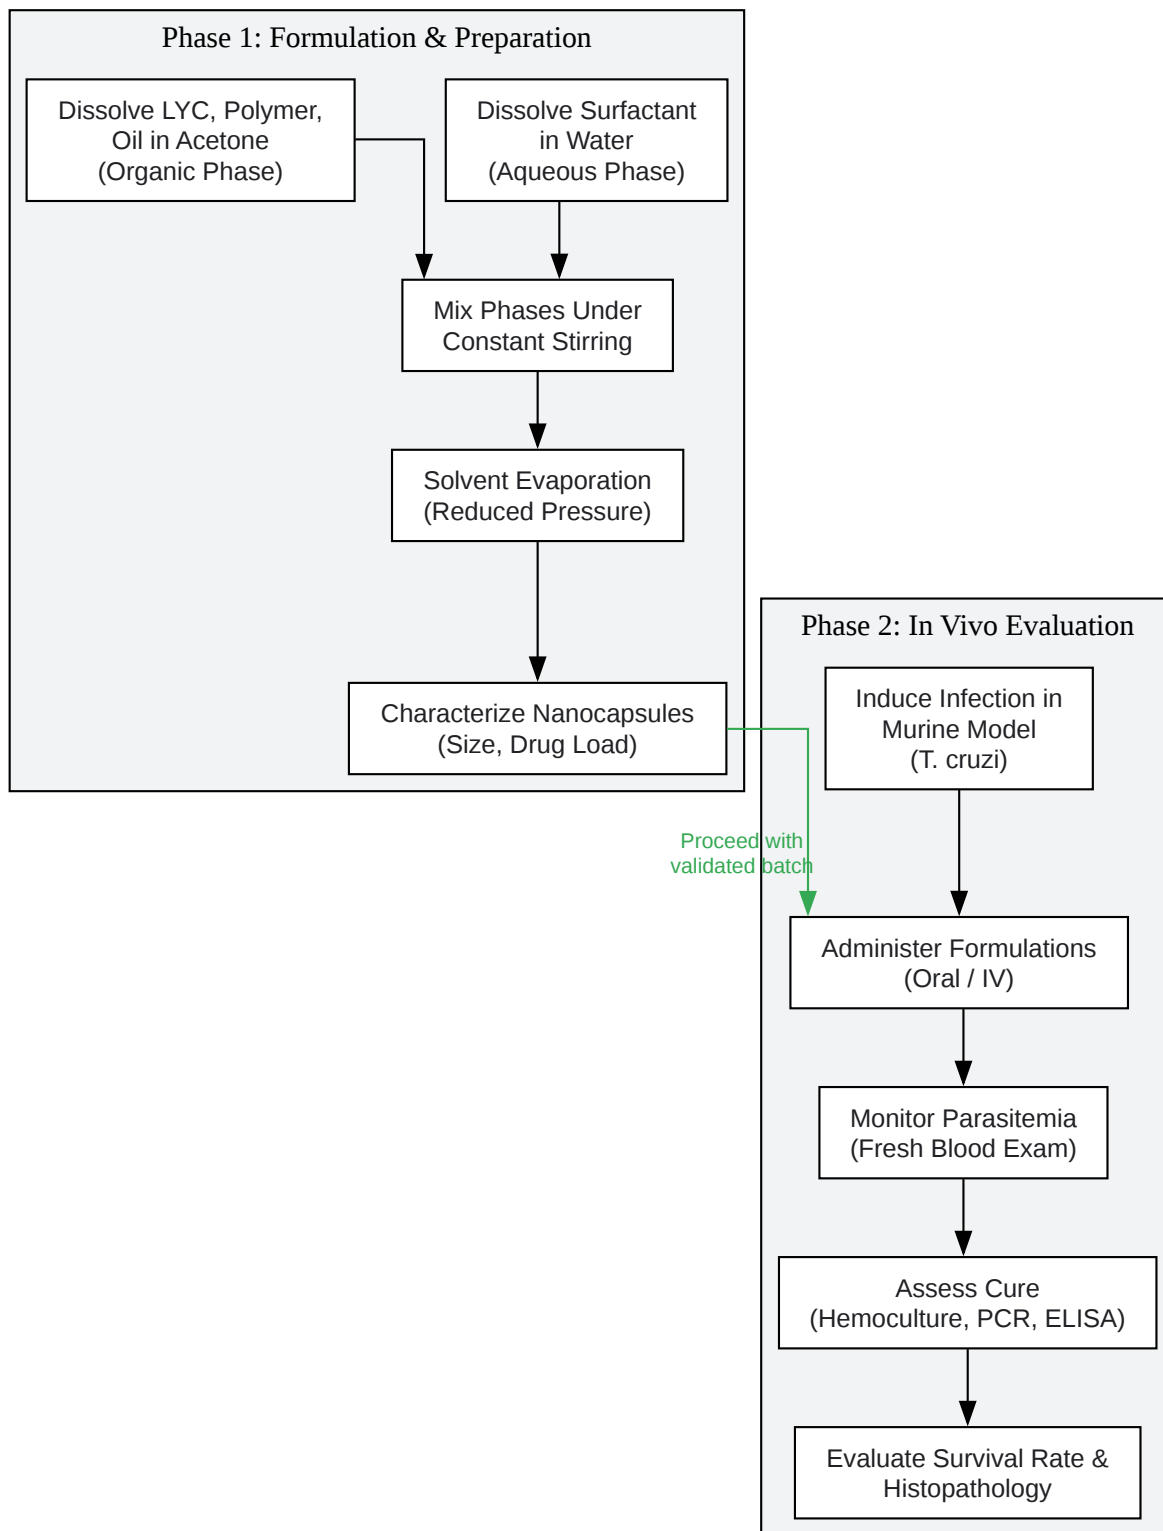 Phase 1: Formulation & Preparation
Dissolve LYC, Polymer,
Oil in Acetone
(Organic Phase)
Dissolve Surfactant
in Water
(Aqueous Phase)
Mix Phases Under
Constant Stirring
Solvent Evaporation
(Reduced Pressure)
Characterize Nanocapsules
(Size, Drug Load)
Proceed with
validated batch
Phase 2: In Vivo Evaluation
Induce Infection in
Murine Model
(T. cruzi)
Administer Formulations
(Oral / IV)
Monitor Parasitemia
(Fresh Blood Exam)
Assess Cure
(Hemoculture, PCR, ELISA)
Evaluate Survival Rate &
Histopathology